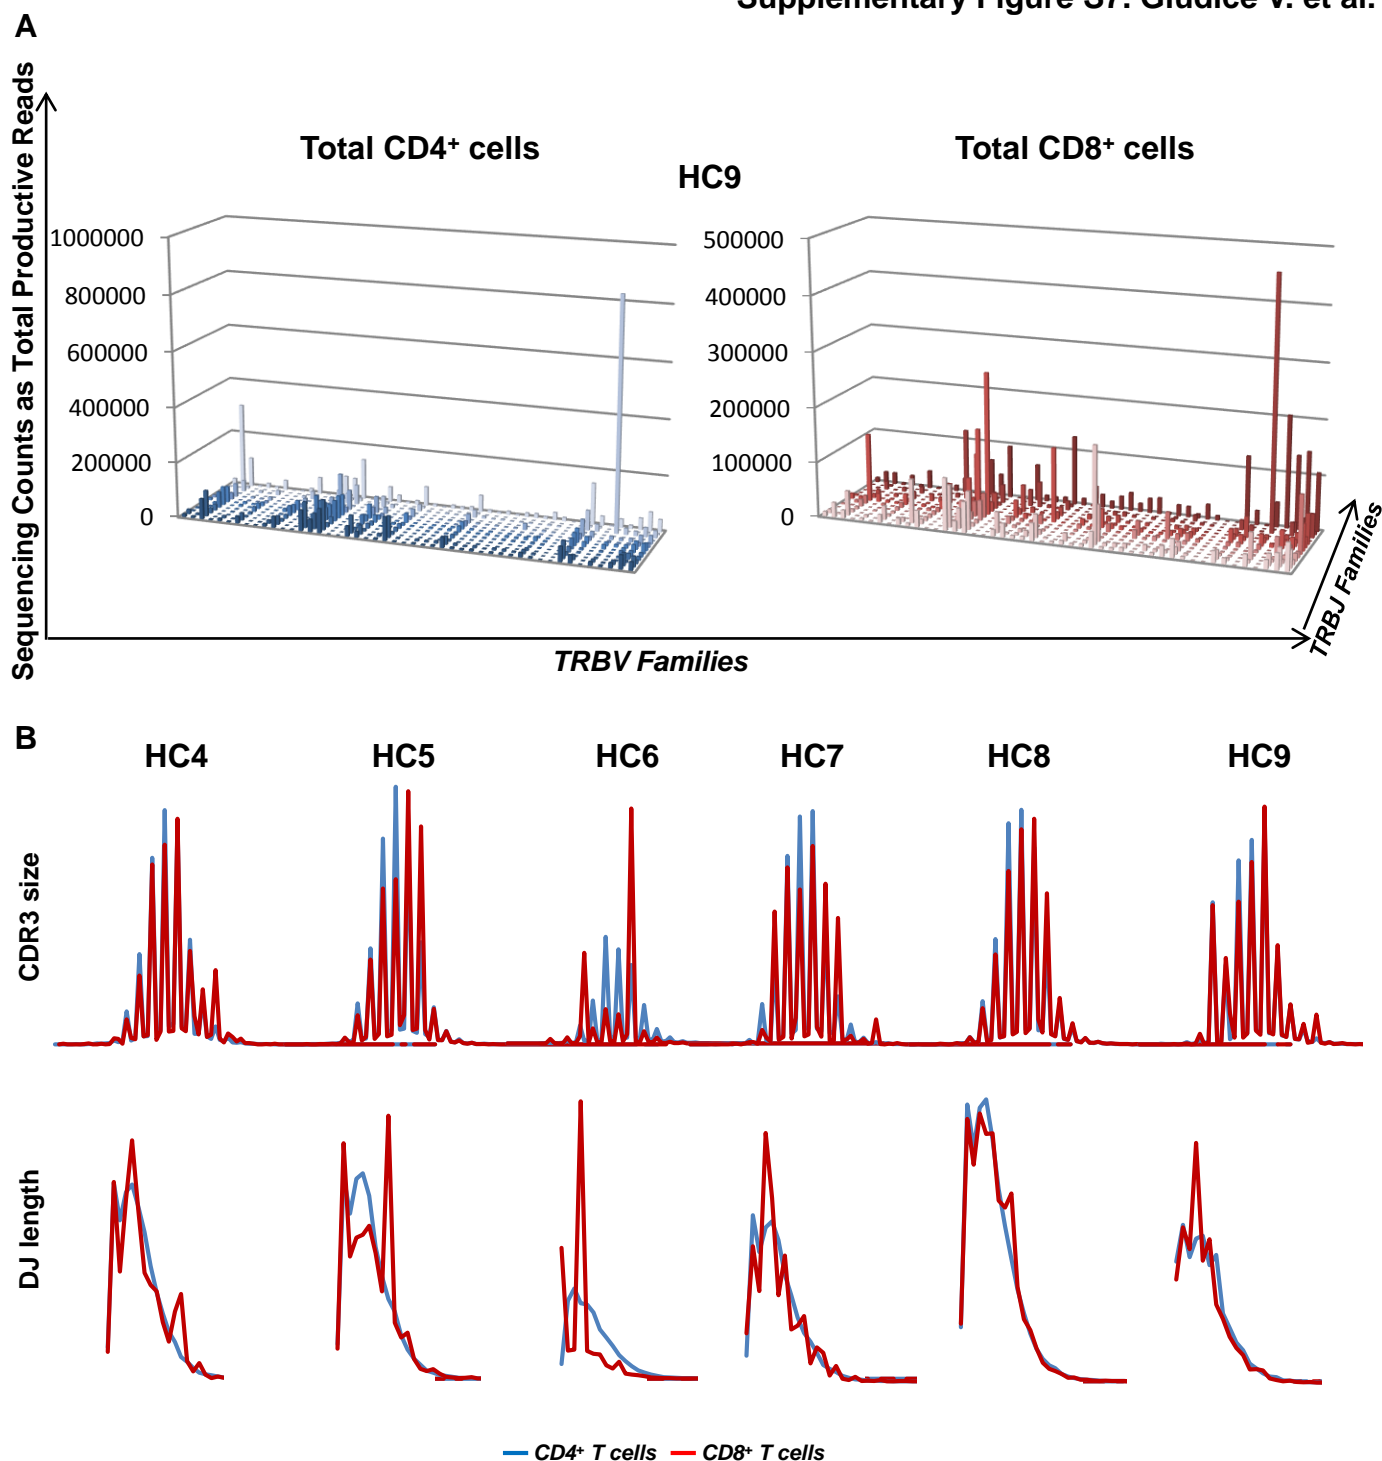 Supplementary Figure S7. Giudice V. et al.
A
Sequencing Counts as Total Productive Reads
Total CD4+ cells
Total CD8+ cells
HC9
1000000
800000
600000
400000
200000
0
500000
400000
300000
200000
100000
0
TRBV Families
TRBJ Families
B
HC4 HC5 HC6 HC7 HC8 HC9
CDR3 size
DJ length
CD4+ T cells CD8+ T cells